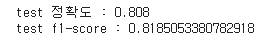 test 정확도 : 0.808
test f1-score : 0.8185053380782918